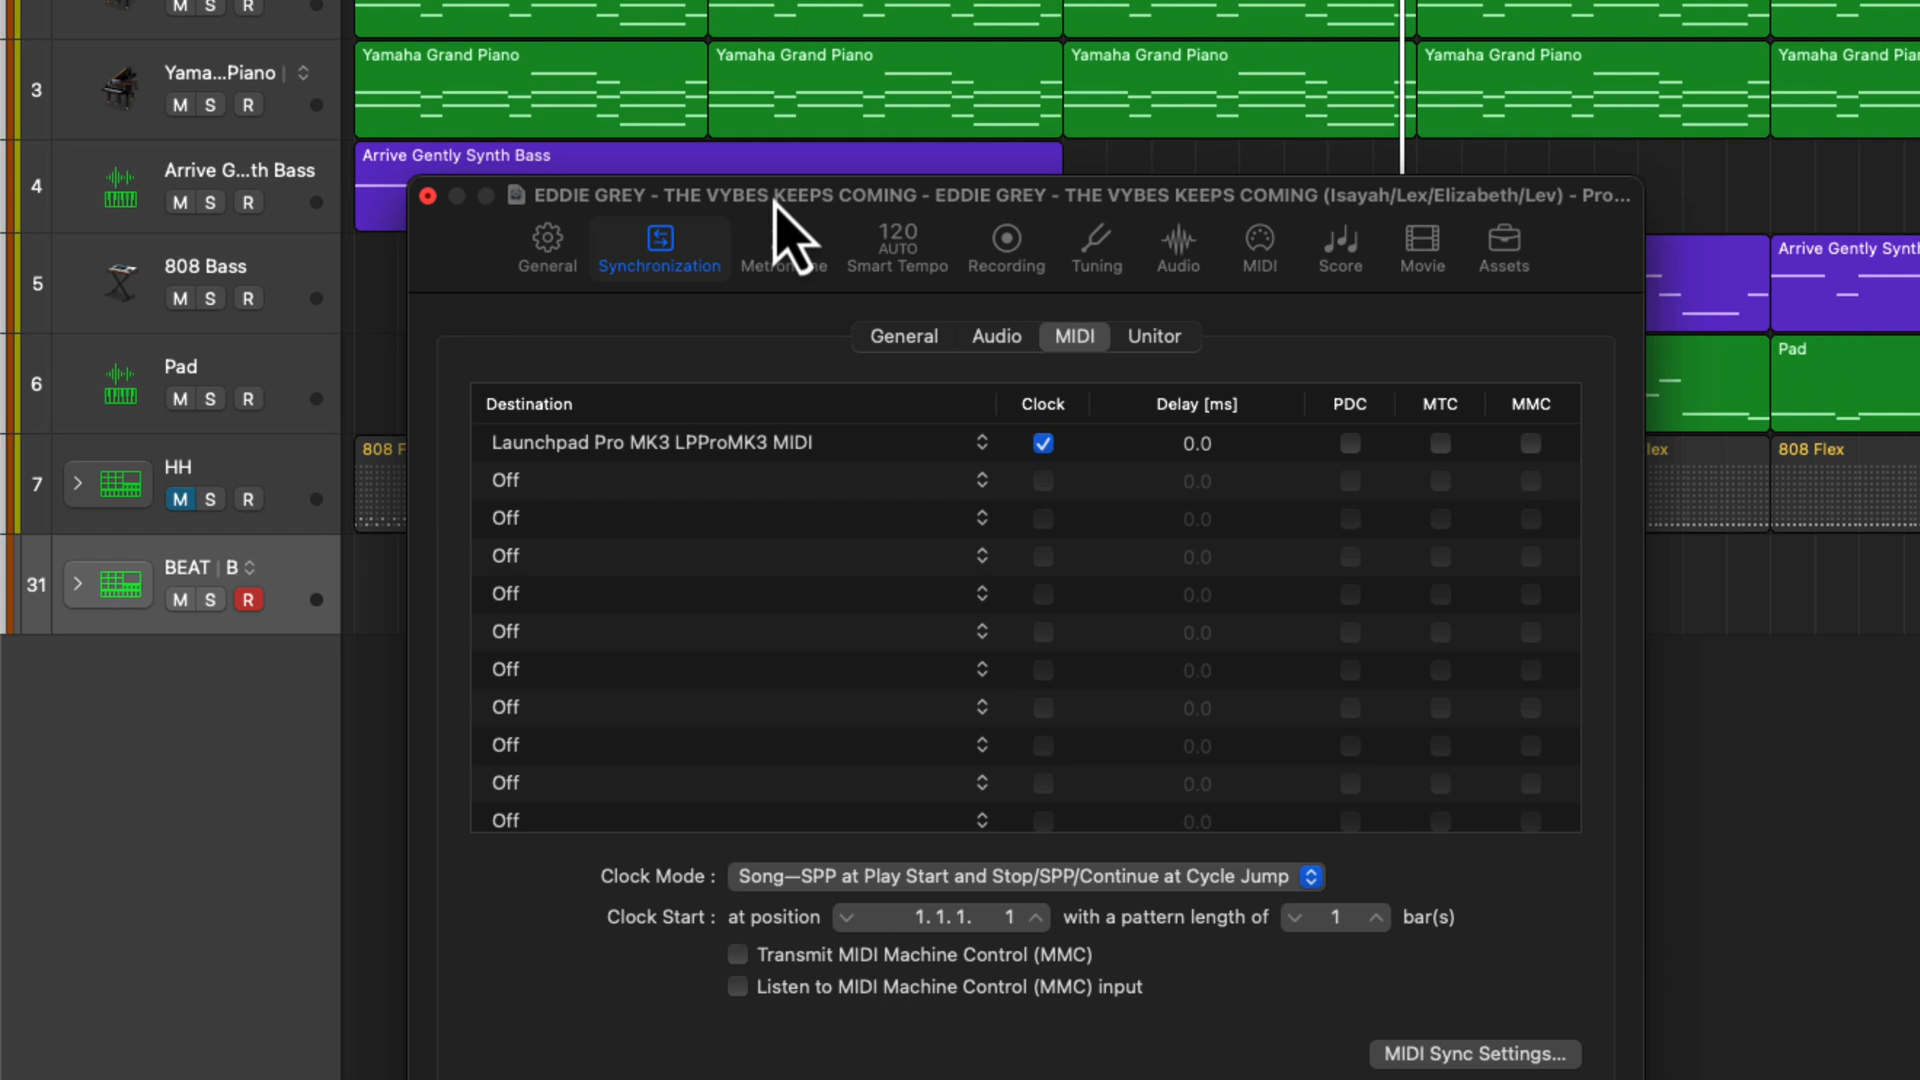 M S R
Yamaha Grand Piano Yamaha Grand Piano Yamaha Grand Piano Yamaha Grand Piano Yamaha Grand Pia
3 Yama...Piano
M S R
Arrive Gently Synth Bass
4 Arrive G...th Bass
M S R
5 808 Bass
M S R
Arrive Gently Synth
6 Pad
M S R
Pad
7 HH
M S R
808 F
lex 808 Flex
31 BEAT | B
M S R
EDDIE GREY - THE VYBES KEEPS COMING - EDDIE GREY - THE VYBES KEEPS COMING (Isayah/Lex/Elizabeth/Lev) - Pro...
120
AUTO
General Synchronization Metronome Smart Tempo Recording Tuning Audio MIDI Score Movie Assets
General Audio MIDI Unitor
Destination Clock Delay [ms] PDC MTC MMC
Launchpad Pro MK3 LPProMK3 MIDI 0.0
Off 0.0
Off 0.0
Off 0.0
Off 0.0
Off 0.0
Off 0.0
Off 0.0
Off 0.0
Off 0.0
Off 0.0
Clock Mode : Song—SPP at Play Start and Stop/SPP/Continue at Cycle Jump
Clock Start : at position 1. 1. 1. 1 with a pattern length of 1 bar(s)
Transmit MIDI Machine Control (MMC)
Listen to MIDI Machine Control (MMC) input
MIDI Sync Settings...